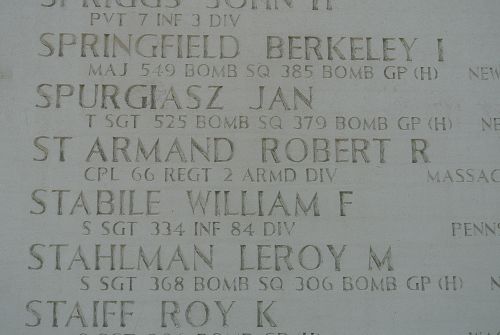 SPRIGGS JOHN H
PVT 7 INF 3 DIV
SPRINGFIELD BERKELEY I
MAJ 549 BOMB SQ 385 BOMB GP (H) NEW
SPURGIASZ JAN
T SGT 525 BOMB SQ 379 BOMB GP (H) NE
ST ARMAND ROBERT R
CPL 66 REGT 2 ARMD DIV MASSAC
STABILE WILLIAM F
S SGT 334 INF 84 DIV PENN
STAHLMAN LEROY M
S SGT 368 BOMB SQ 306 BOMB GP (H) N
STAIFF ROY K